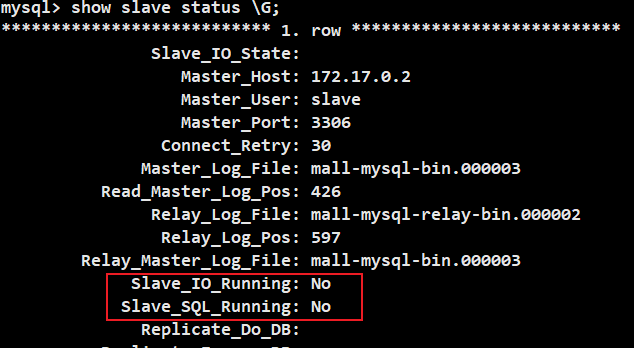 mysql> show slave status \G;
*************************** 1. row ***************************
Slave_IO_State:
Master_Host: 172.17.0.2
Master_User: slave
Master_Port: 3306
Connect_Retry: 30
Master_Log_File: mall-mysql-bin.000003
Read_Master_Log_Pos: 426
Relay_Log_File: mall-mysql-relay-bin.000002
Relay_Log_Pos: 597
Relay_Master_Log_File: mall-mysql-bin.000003
Slave_IO_Running: No
Slave_SQL_Running: No
Replicate_Do_DB: